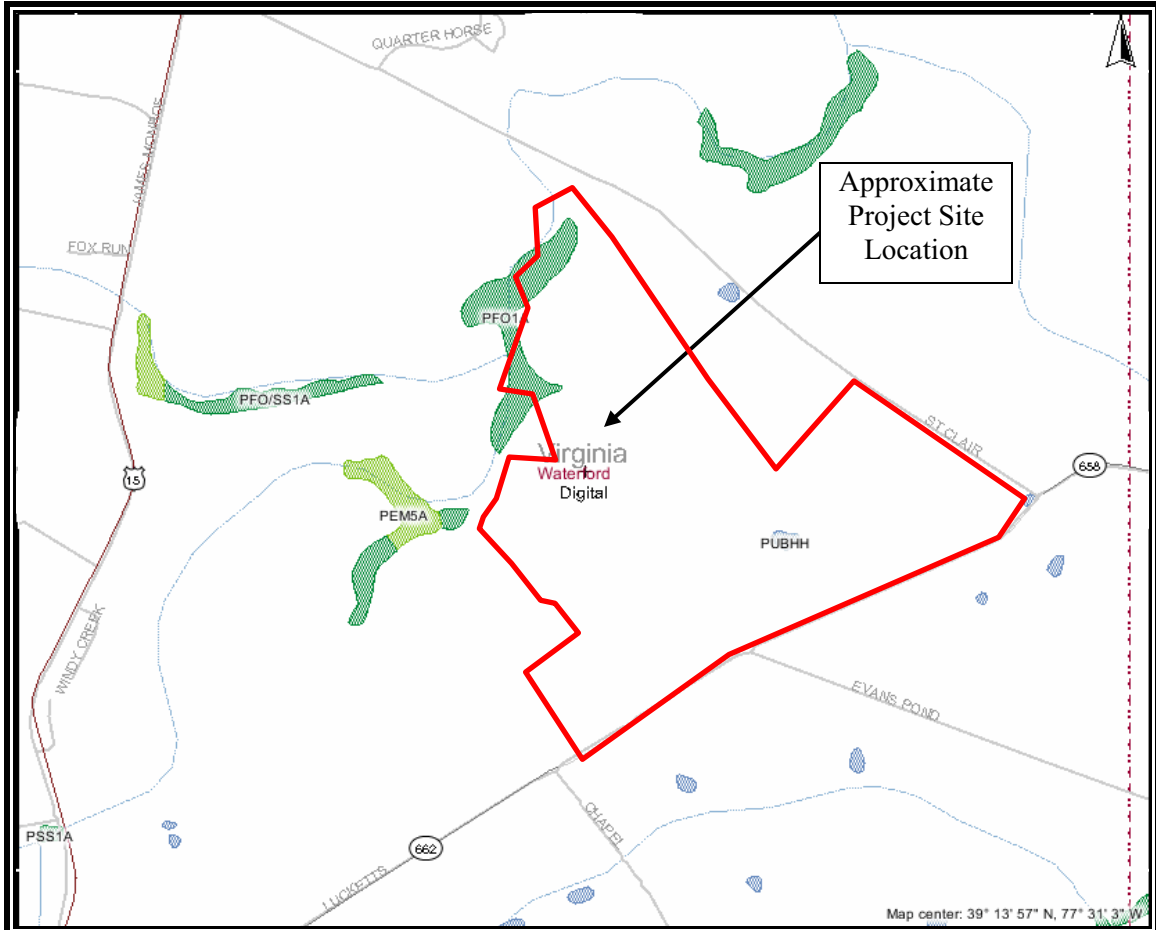 QUARTER HORSE
JAMES MONROE
Approximate
Project Site
Location
FOX RUN
PFO1A
PFO/SS1A
ST CLAIR
Virginia
Waterford
Digital
658
15
PEM5A
PUBHH
WINDY CREEK
EVANS POND
PSS1A
CHAPEL
662
LUCKETTS
Map center: 39° 13' 57" N, 77° 31' 3" W